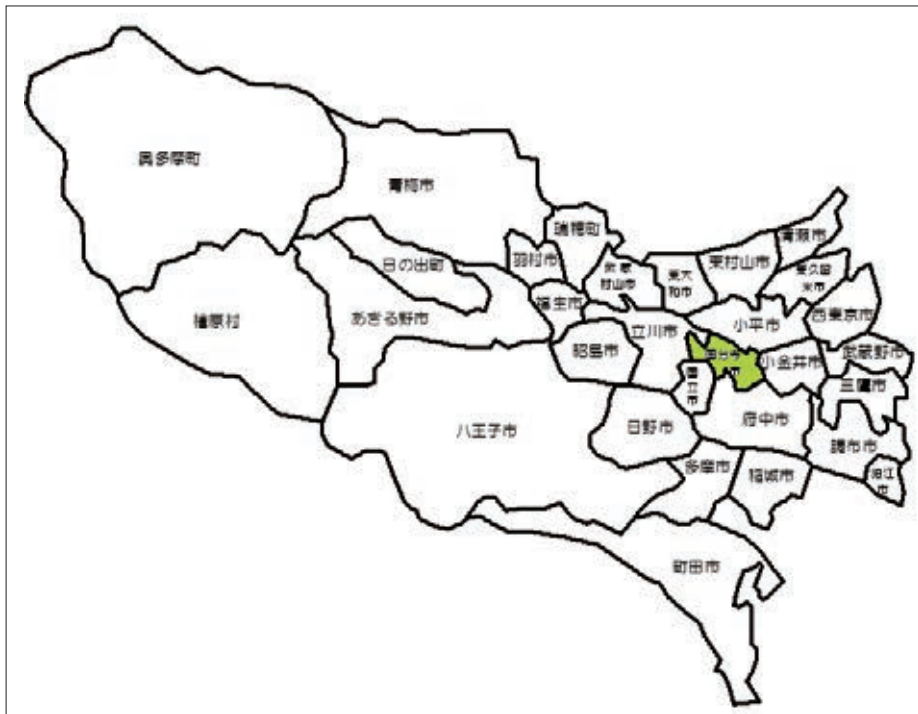 奥多摩町
青梅市
瑞穂町
羽村市
日の出町
武蔵
村山市
東大
和市
東村山市
清瀬市
東久留
米市
檜原村
あきる野市
福生市
昭島市
立川市
小平市
西東京市
国分寺
市
小金井市
武蔵野市
三鷹市
国立
市
八王子市
日野市
府中市
調布市
狛江
市
多摩市
稲城市
町田市